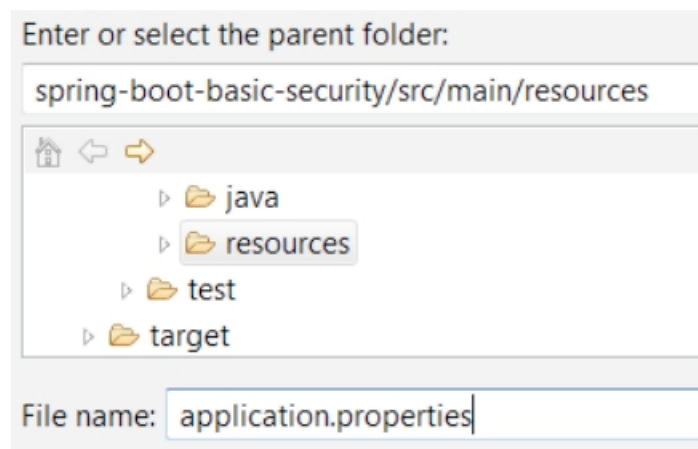 Enter or select the parent folder:
spring-boot-basic-security/src/main/resources
java
resources
test
target
File name: application.properties